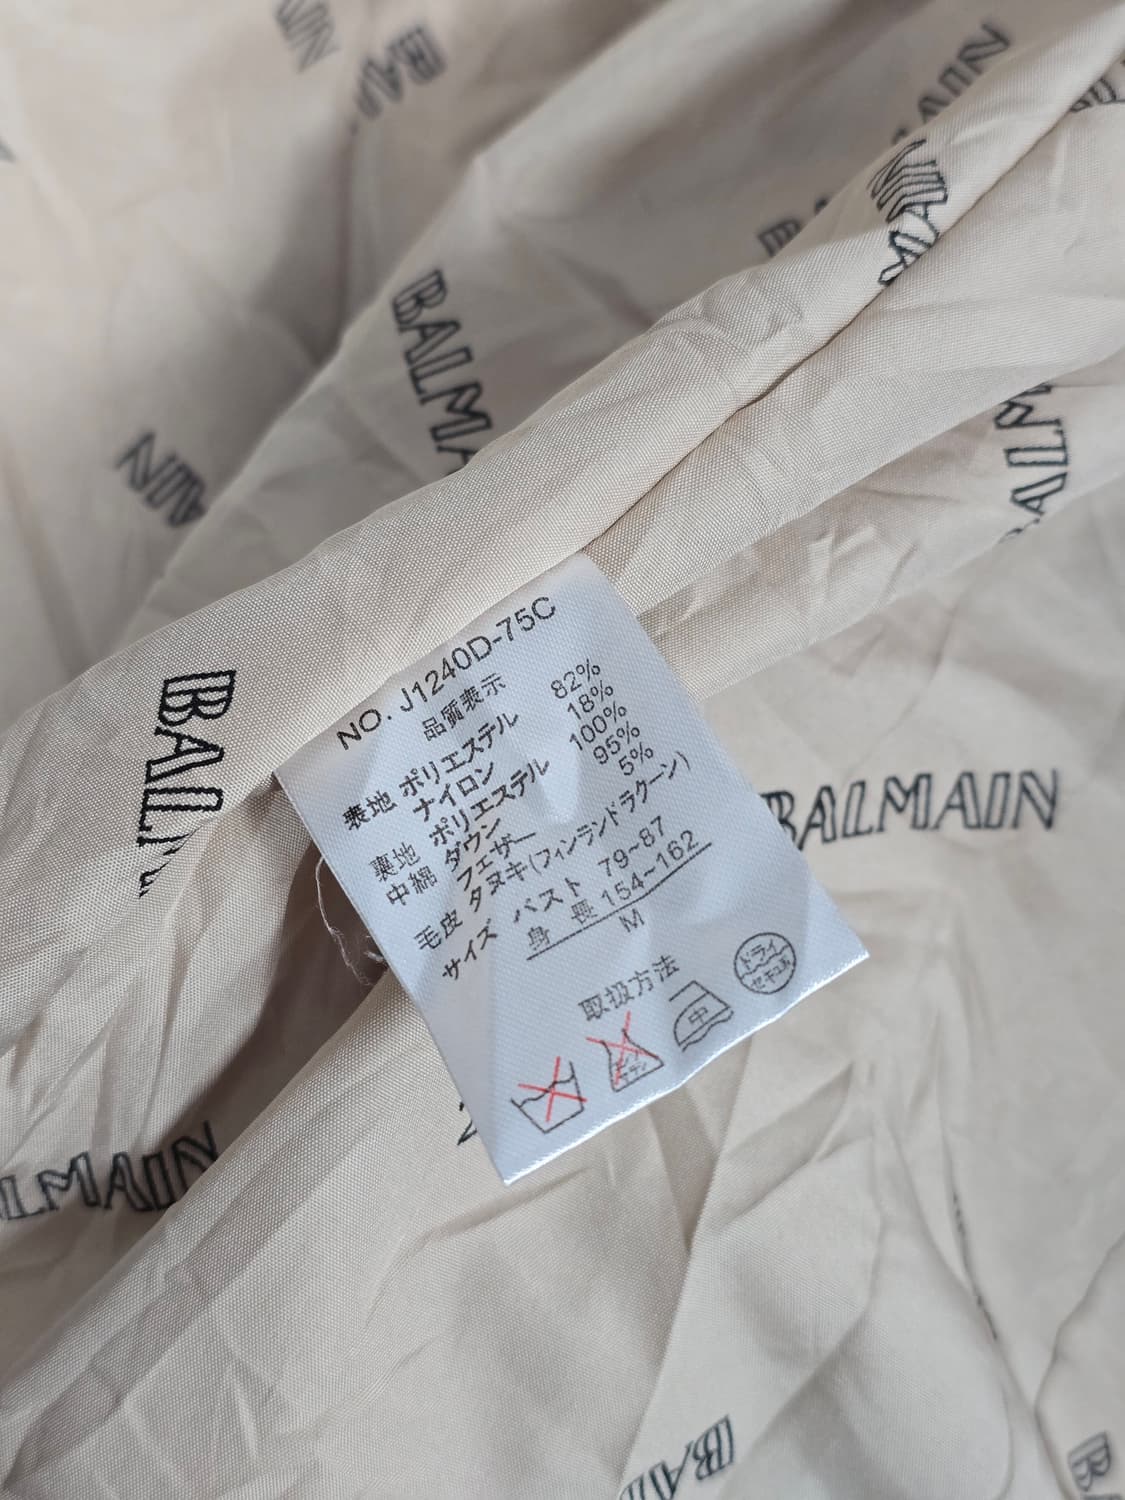 BALMAIN
NO. J1240D-75C
品質表示
表地 ポリエステル 82%
ナイロン 18%
裏地 ポリエステル 100%
中綿 ダウン 95%
フェザー 5%
毛皮 タヌキ(フィンランドラクーン)
サイズ バスト 79~87
身長 154~162
M
取扱方法
中
ドライ
セキユ系
BALMAIN